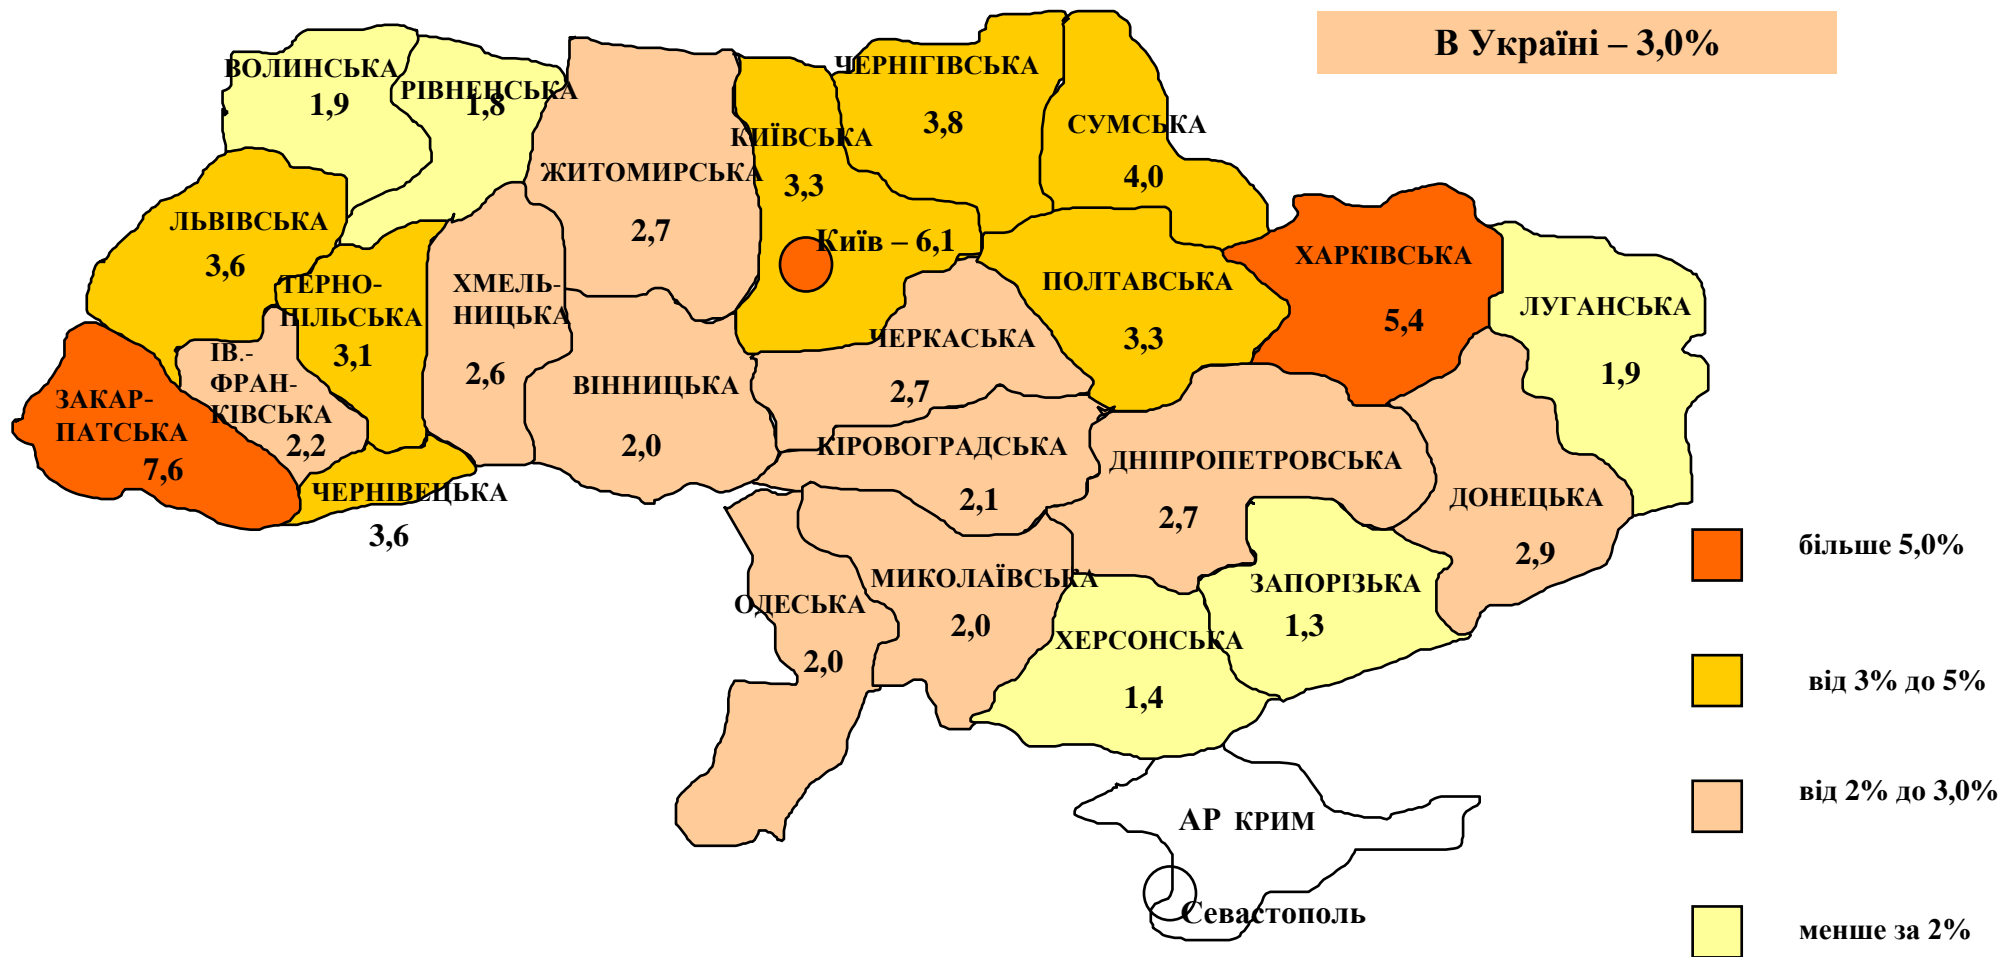 В Україні – 3,0%
ВОЛИНСЬКА
1,9
РІВНЕНСЬКА
1,8
ЖИТОМИРСЬКА
2,7
КИЇВСЬКА
3,3
Київ – 6,1
ЧЕРНІГІВСЬКА
3,8
СУМСЬКА
4,0
ЛЬВІВСЬКА
3,6
ТЕРНО-
ПІЛЬСЬКА
3,1
ХМЕЛЬ-
НИЦЬКА
2,6
ІВ.-
ФРАН-
КІВСЬКА
2,2
ЗАКАР-
ПАТСЬКА
7,6
ЧЕРНІВЕЦЬКА
3,6
ВІННИЦЬКА
2,0
ЧЕРКАСЬКА
2,7
ПОЛТАВСЬКА
3,3
ХАРКІВСЬКА
5,4
ЛУГАНСЬКА
1,9
КІРОВОГРАДСЬКА
2,1
ДНІПРОПЕТРОВСЬКА
2,7
ДОНЕЦЬКА
2,9
ОДЕСЬКА
2,0
МИКОЛАЇВСЬКА
2,0
ХЕРСОНСЬКА
1,4
ЗАПОРІЗЬКА
1,3
АР КРИМ
Севастополь
більше 5,0%
від 3% до 5%
від 2% до 3,0%
менше за 2%